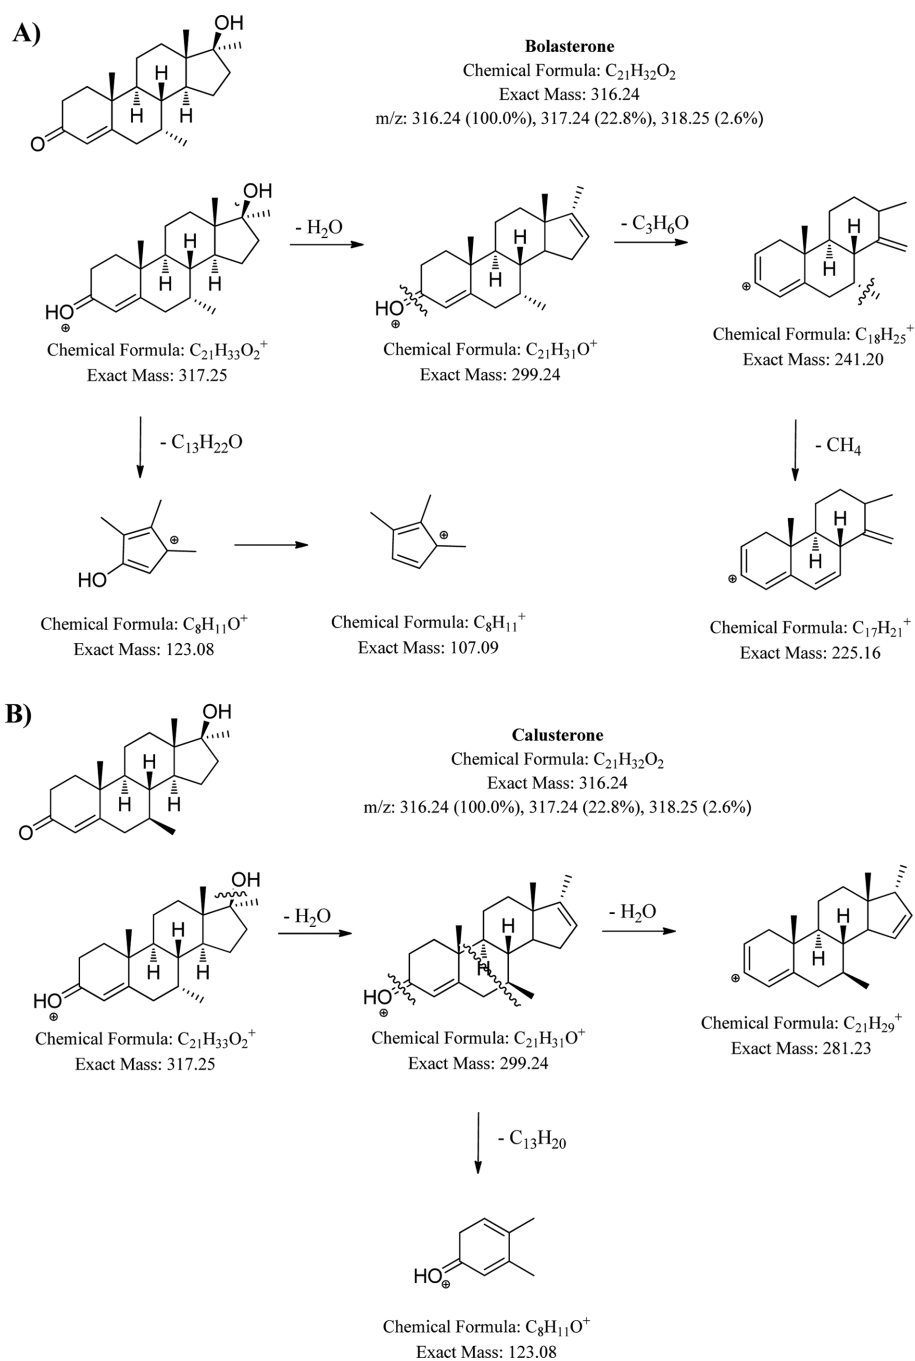 A)
OH
H
H
H
O
Bolasterone
Chemical Formula: C21H32O2
Exact Mass: 316.24
m/z: 316.24 (100.0%), 317.24 (22.8%), 318.25 (2.6%)
OH
H
H
H
HO
⊕
Chemical Formula: C21H33O2+
Exact Mass: 317.25
- H2O
H
H
HO
⊕
Chemical Formula: C21H31O+
Exact Mass: 299.24
- C3H6O
H
H
⊕
Chemical Formula: C18H25+
Exact Mass: 241.20
- C13H22O
- CH4
HO
⊕
Chemical Formula: C8H11O+
Exact Mass: 123.08
⊕
Chemical Formula: C8H11+
Exact Mass: 107.09
H
H
⊕
Chemical Formula: C17H21+
Exact Mass: 225.16
B)
OH
H
H
H
O
Calusterone
Chemical Formula: C21H32O2
Exact Mass: 316.24
m/z: 316.24 (100.0%), 317.24 (22.8%), 318.25 (2.6%)
OH
H
H
H
HO
⊕
Chemical Formula: C21H33O2+
Exact Mass: 317.25
- H2O
H
H
HO
⊕
Chemical Formula: C21H31O+
Exact Mass: 299.24
- H2O
H
H
⊕
Chemical Formula: C21H29+
Exact Mass: 281.23
- C13H20
HO
⊕
Chemical Formula: C8H11O+
Exact Mass: 123.08